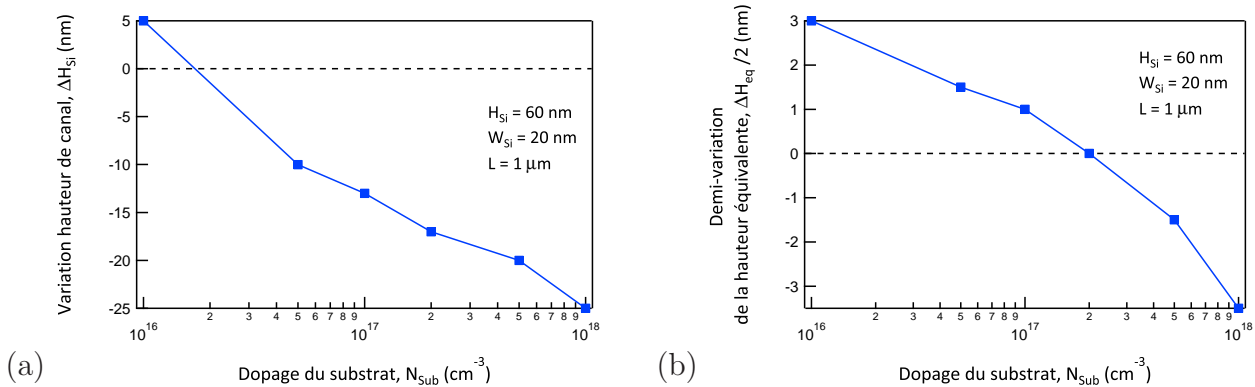 Variation hauteur de canal, ΔH_Si (nm)
5
0
-5
-10
-15
-20
-25
H_Si = 60 nm
W_Si = 20 nm
L = 1 µm
10^16
2 3 4 5 6 7 8 9
10^17
2 3 4 5 6 7 8 9
10^18
Dopage du substrat, N_Sub (cm^-3)
(a)
Demi-variation
de la hauteur équivalente, ΔH_eq /2 (nm)
3
2
1
0
-1
-2
-3
H_Si = 60 nm
W_Si = 20 nm
L = 1 µm
10^16
2 3 4 5 6 7 8 9
10^17
2 3 4 5 6 7 8 9
10^18
Dopage du substrat, N_Sub (cm^-3)
(b)